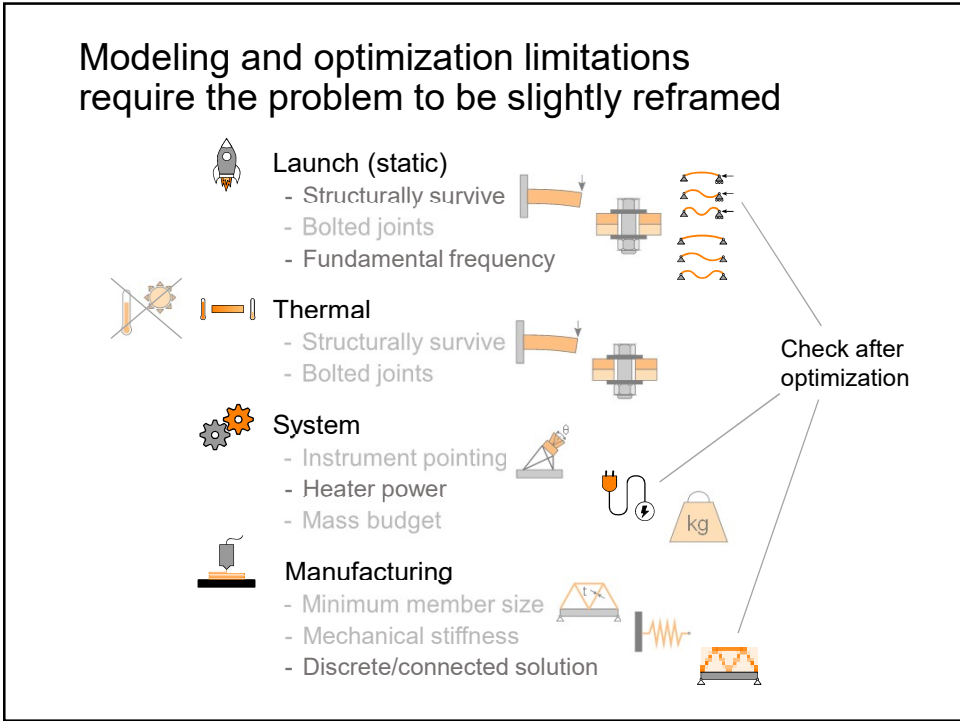 Modeling and optimization limitations
require the problem to be slightly reframed
Launch (static)
- Structurally survive
- Bolted joints
- Fundamental frequency
Thermal
- Structurally survive
- Bolted joints
Check after
optimization
System
- Instrument pointing
θ
- Heater power
- Mass budget
kg
Manufacturing
- Minimum member size
t
- Mechanical stiffness
- Discrete/connected solution